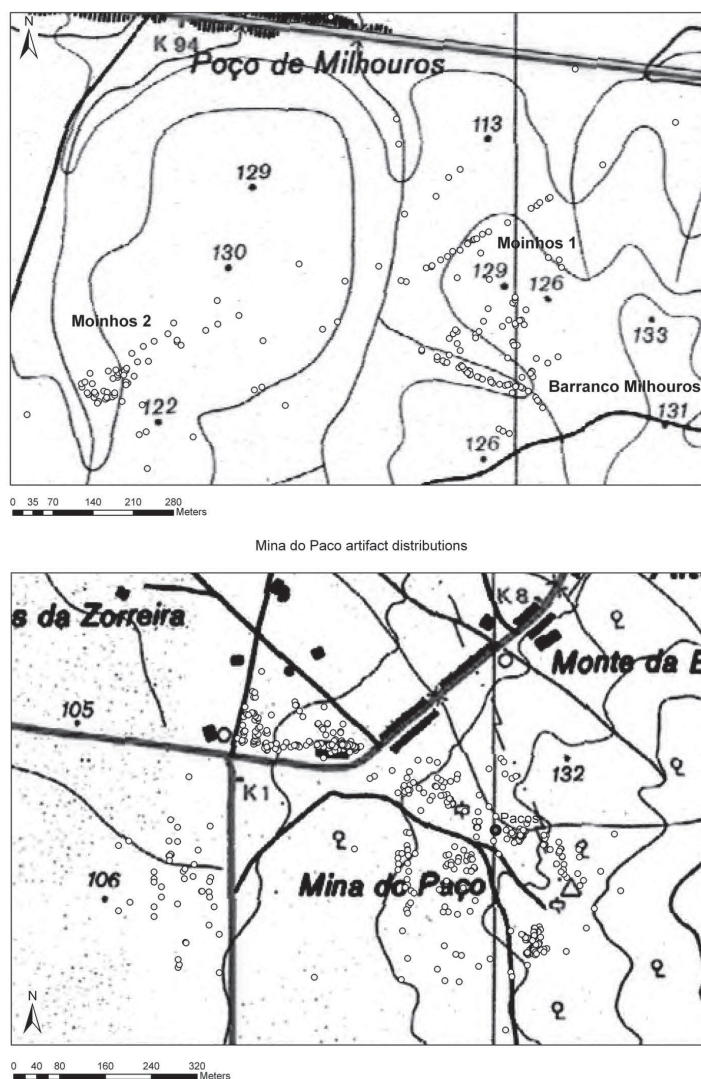 N
K 94
Poço de Milhouros
113
129
Moinhos 1
130
129
126
Moinhos 2
133
Barranco Milhouros
122
131
126
0 35 70 140 210 280
Meters
Mina do Paco artifact distributions
K 8
s da Zorreira
Monte da E
105
132
K 1
Pacos
106
Mina do Paço
N
0 40 80 160 240 320
Meters